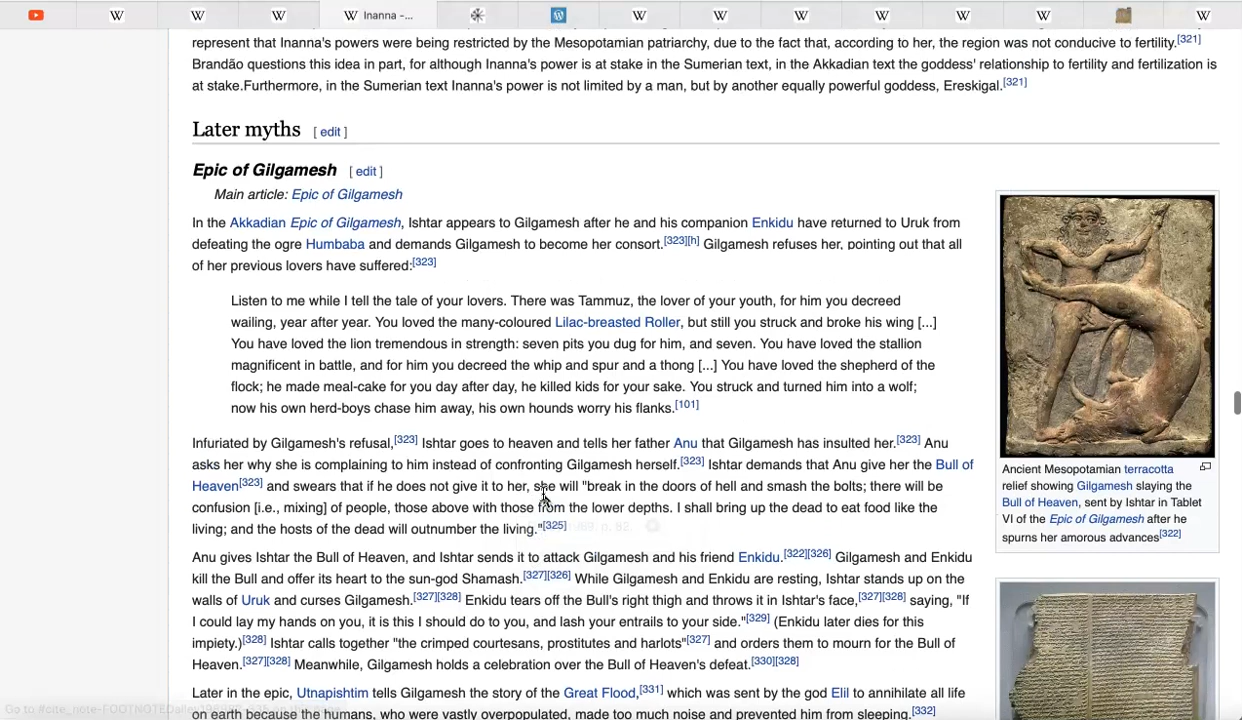 Inanna -...
represent that Inanna's powers were being restricted by the Mesopotamian patriarchy, due to the fact that, according to her, the region was not conducive to fertility.[321]
Brandão questions this idea in part, for although Inanna's power is at stake in the Sumerian text, in the Akkadian text the goddess' relationship to fertility and fertilization is
at stake.Furthermore, in the Sumerian text Inanna's power is not limited by a man, but by another equally powerful goddess, Ereskigal.[321]
Later myths [ edit ]
Epic of Gilgamesh [ edit ]
Main article: Epic of Gilgamesh
In the Akkadian Epic of Gilgamesh, Ishtar appears to Gilgamesh after he and his companion Enkidu have returned to Uruk from
defeating the ogre Humbaba and demands Gilgamesh to become her consort.[323][h] Gilgamesh refuses her, pointing out that all
of her previous lovers have suffered:[323]
Listen to me while I tell the tale of your lovers. There was Tammuz, the lover of your youth, for him you decreed
wailing, year after year. You loved the many-coloured Lilac-breasted Roller, but still you struck and broke his wing [...]
You have loved the lion tremendous in strength: seven pits you dug for him, and seven. You have loved the stallion
magnificent in battle, and for him you decreed the whip and spur and a thong [...] You have loved the shepherd of the
flock; he made meal-cake for you day after day, he killed kids for your sake. You struck and turned him into a wolf;
now his own herd-boys chase him away, his own hounds worry his flanks.[101]
Infuriated by Gilgamesh's refusal,[323] Ishtar goes to heaven and tells her father Anu that Gilgamesh has insulted her.[323] Anu
asks her why she is complaining to him instead of confronting Gilgamesh herself.[323] Ishtar demands that Anu give her the Bull of
Heaven[323] and swears that if he does not give it to her, she will "break in the doors of hell and smash the bolts; there will be
confusion [i.e., mixing] of people, those above with those from the lower depths. I shall bring up the dead to eat food like the
living; and the hosts of the dead will outnumber the living."[325]
Anu gives Ishtar the Bull of Heaven, and Ishtar sends it to attack Gilgamesh and his friend Enkidu.[322][326] Gilgamesh and Enkidu
kill the Bull and offer its heart to the sun-god Shamash.[327][326] While Gilgamesh and Enkidu are resting, Ishtar stands up on the
walls of Uruk and curses Gilgamesh.[327][328] Enkidu tears off the Bull's right thigh and throws it in Ishtar's face,[327][328] saying, "If
I could lay my hands on you, it is this I should do to you, and lash your entrails to your side."[329] (Enkidu later dies for this
impiety.)[328] Ishtar calls together "the crimped courtesans, prostitutes and harlots"[327] and orders them to mourn for the Bull of
Heaven.[327][328] Meanwhile, Gilgamesh holds a celebration over the Bull of Heaven's defeat.[330][328]
Later in the epic, Utnapishtim tells Gilgamesh the story of the Great Flood,[331] which was sent by the god Elil to annihilate all life
on earth because the humans, who were vastly overpopulated, made too much noise and prevented him from sleeping.[332]
Ancient Mesopotamian terracotta
relief showing Gilgamesh slaying the
Bull of Heaven, sent by Ishtar in Tablet
VI of the Epic of Gilgamesh after he
spurns her amorous advances[322]